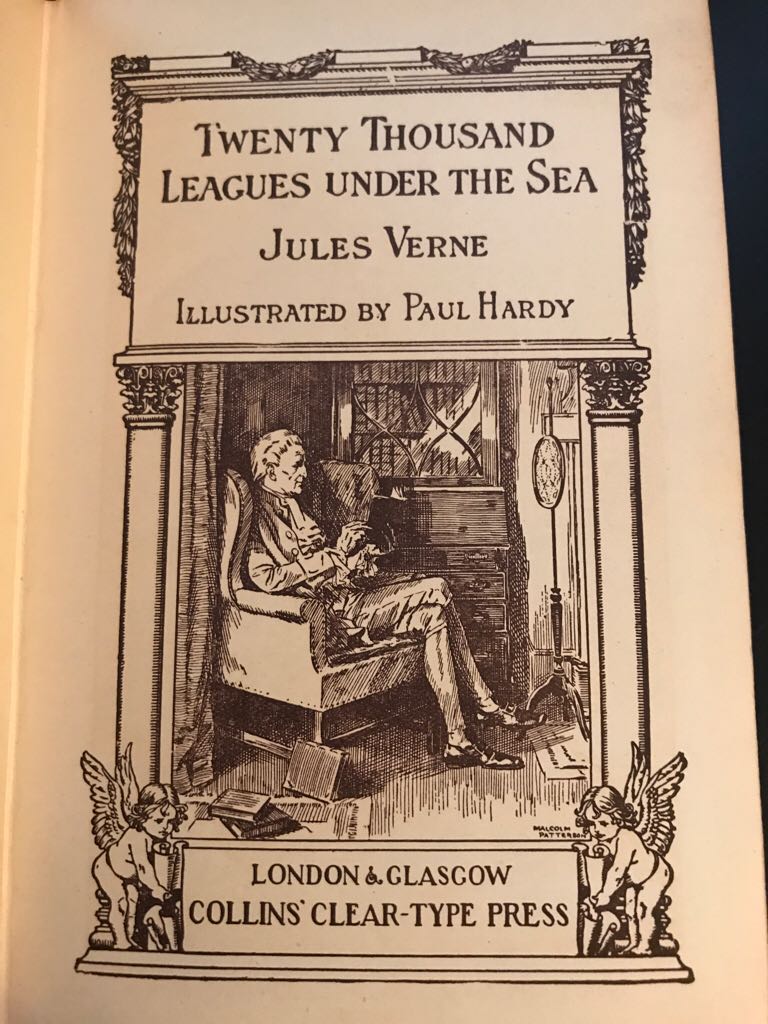 Twenty Thousand
Leagues under the Sea
Jules Verne
Illustrated by Paul Hardy
MALCOLM
PATTERSON
LONDON & GLASGOW
COLLINS' CLEAR-TYPE PRESS